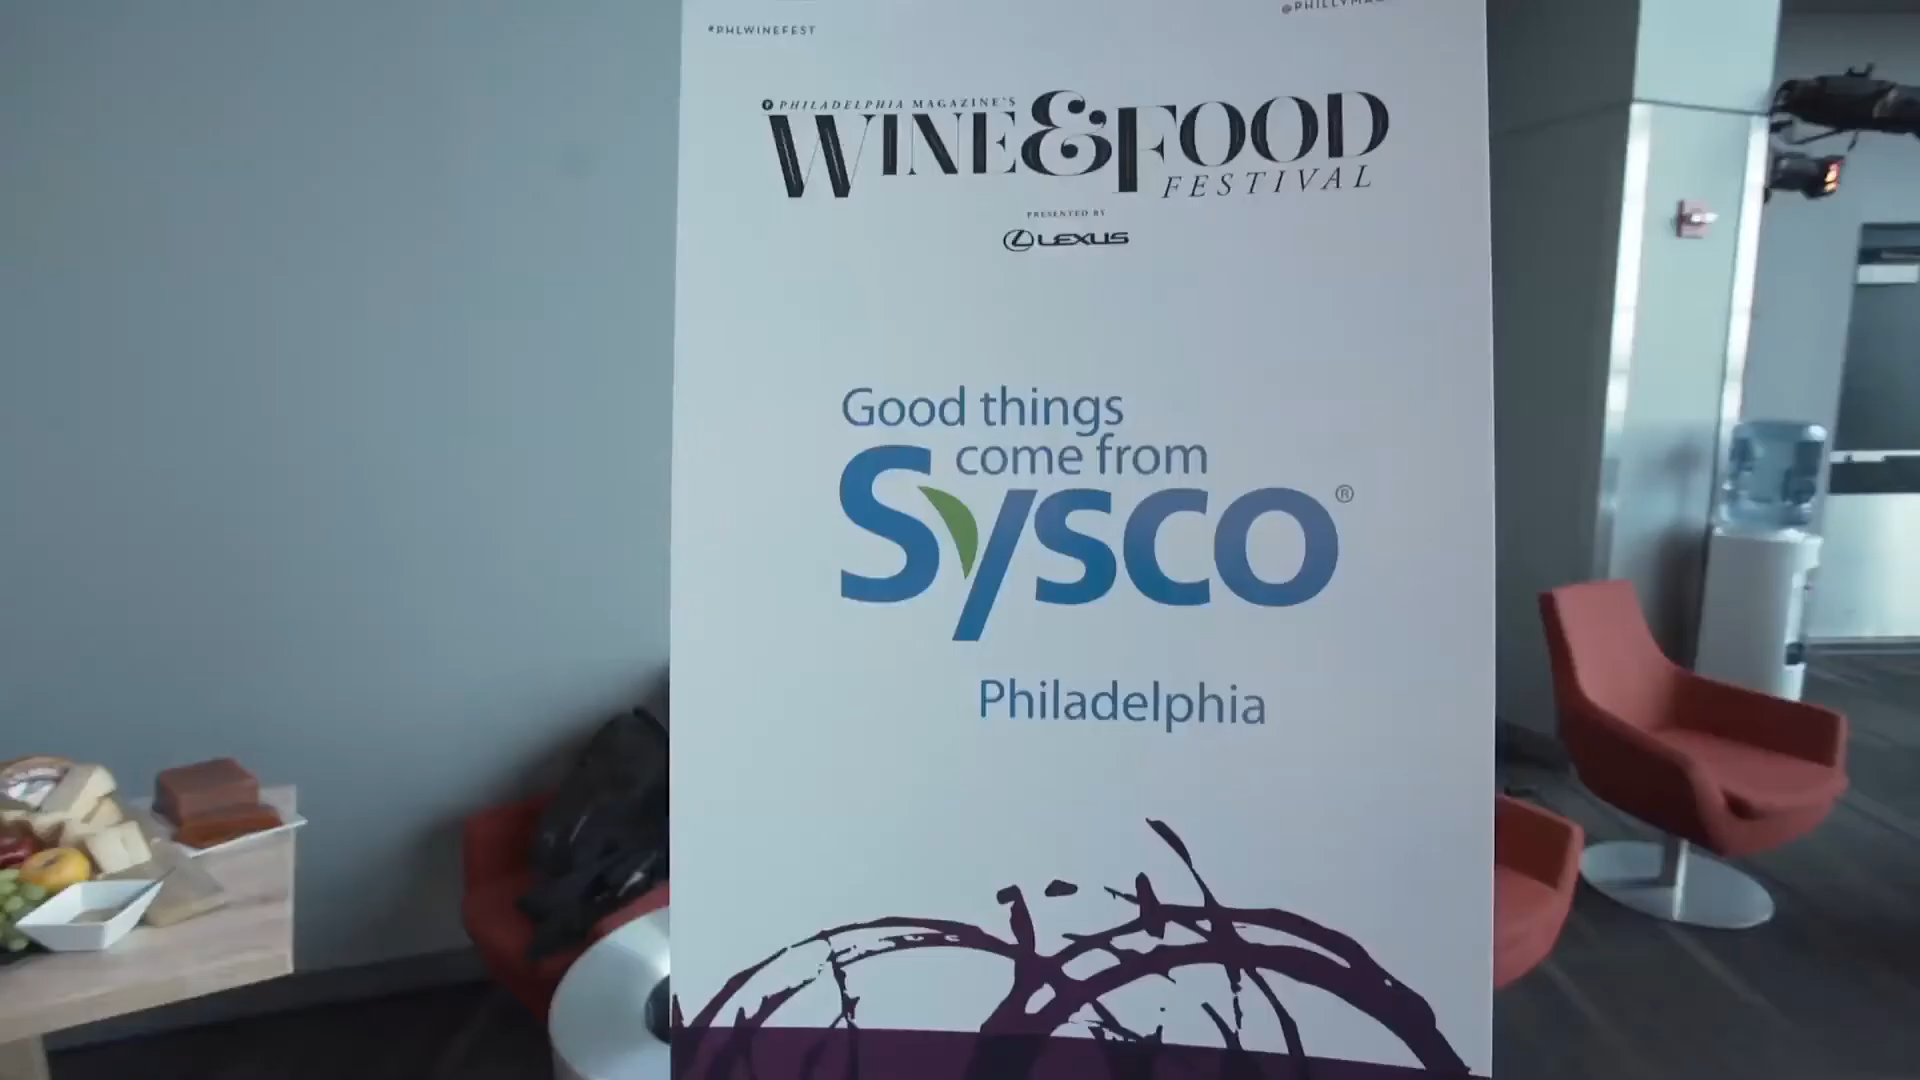 #PHLWINEFEST
PHILADELPHIA MAGAZINE'S
WINE&FOOD
FESTIVAL
PRESENTED BY
LEXUS
Good things
come from
Sysco®
Philadelphia